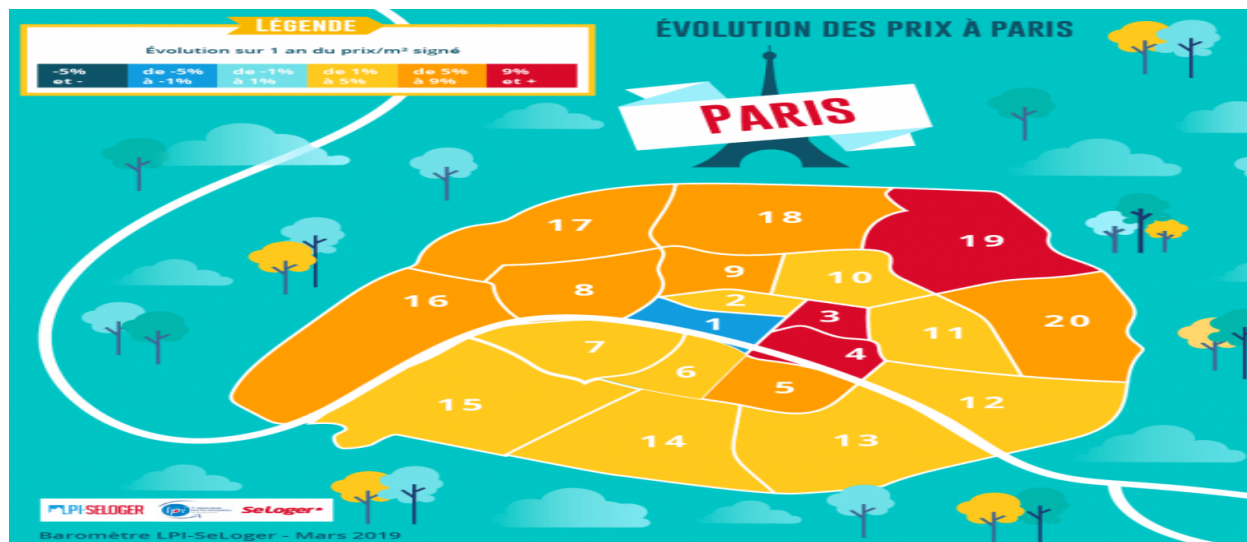 LÉGENDE
ÉVOLUTION DES PRIX À PARIS
Évolution sur 1 an du prix/m² signé
-5% et -
de -5% à -1%
de -1% à 1%
de 1% à 5%
de 5% à 9%
9% et +
PARIS
17
18
19
16
8
9
10
2
1
3
20
7
11
4
6
5
15
12
14
13
LPI-SELOGER
lpi
SeLoger
Baromètre LPI-SeLoger - Mars 2019